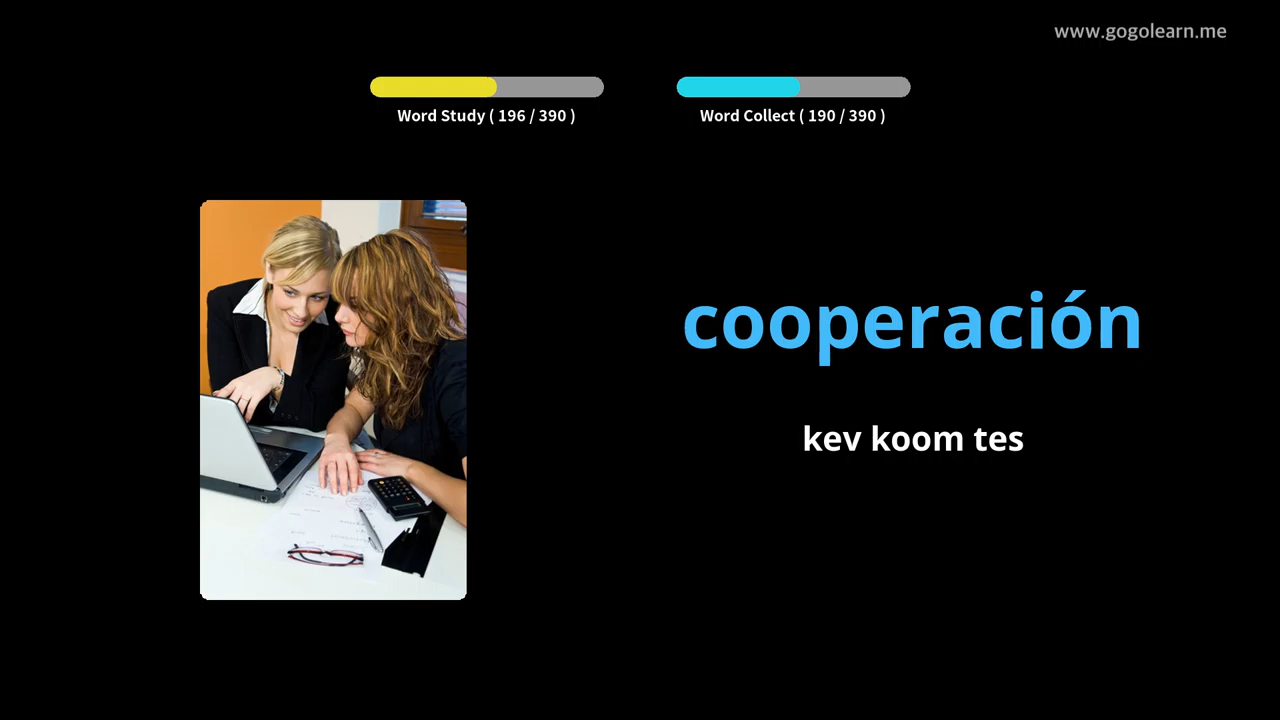 www.gogolearn.me
Word Study ( 196 / 390 )
Word Collect ( 190 / 390 )
cooperación
kev koom tes